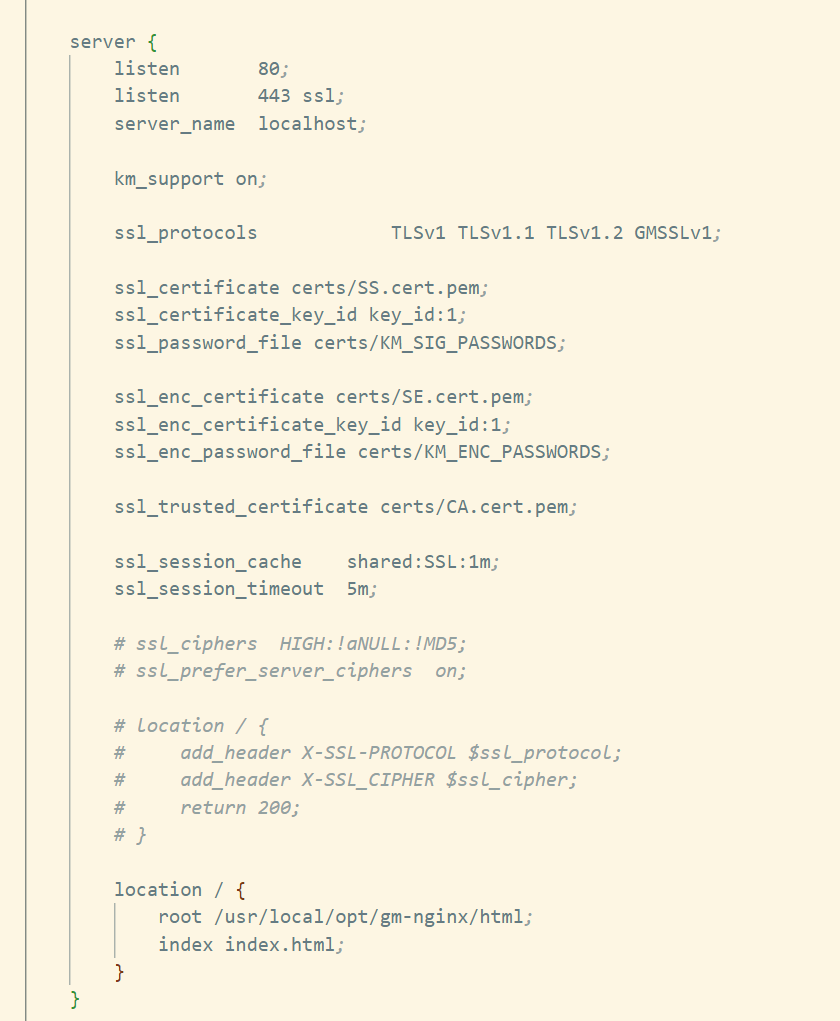 server {
    listen       80;
    listen       443 ssl;
    server_name  localhost;

    km_support on;

    ssl_protocols            TLSv1 TLSv1.1 TLSv1.2 GMSSLv1;

    ssl_certificate certs/SS.cert.pem;
    ssl_certificate_key_id key_id:1;
    ssl_password_file certs/KM_SIG_PASSWORDS;

    ssl_enc_certificate certs/SE.cert.pem;
    ssl_enc_certificate_key_id key_id:1;
    ssl_enc_password_file certs/KM_ENC_PASSWORDS;

    ssl_trusted_certificate certs/CA.cert.pem;

    ssl_session_cache    shared:SSL:1m;
    ssl_session_timeout  5m;

    # ssl_ciphers  HIGH:!aNULL:!MD5;
    # ssl_prefer_server_ciphers  on;

    # location / {
    #     add_header X-SSL-PROTOCOL $ssl_protocol;
    #     add_header X-SSL_CIPHER $ssl_cipher;
    #     return 200;
    # }

    location / {
        root /usr/local/opt/gm-nginx/html;
        index index.html;
    }
}